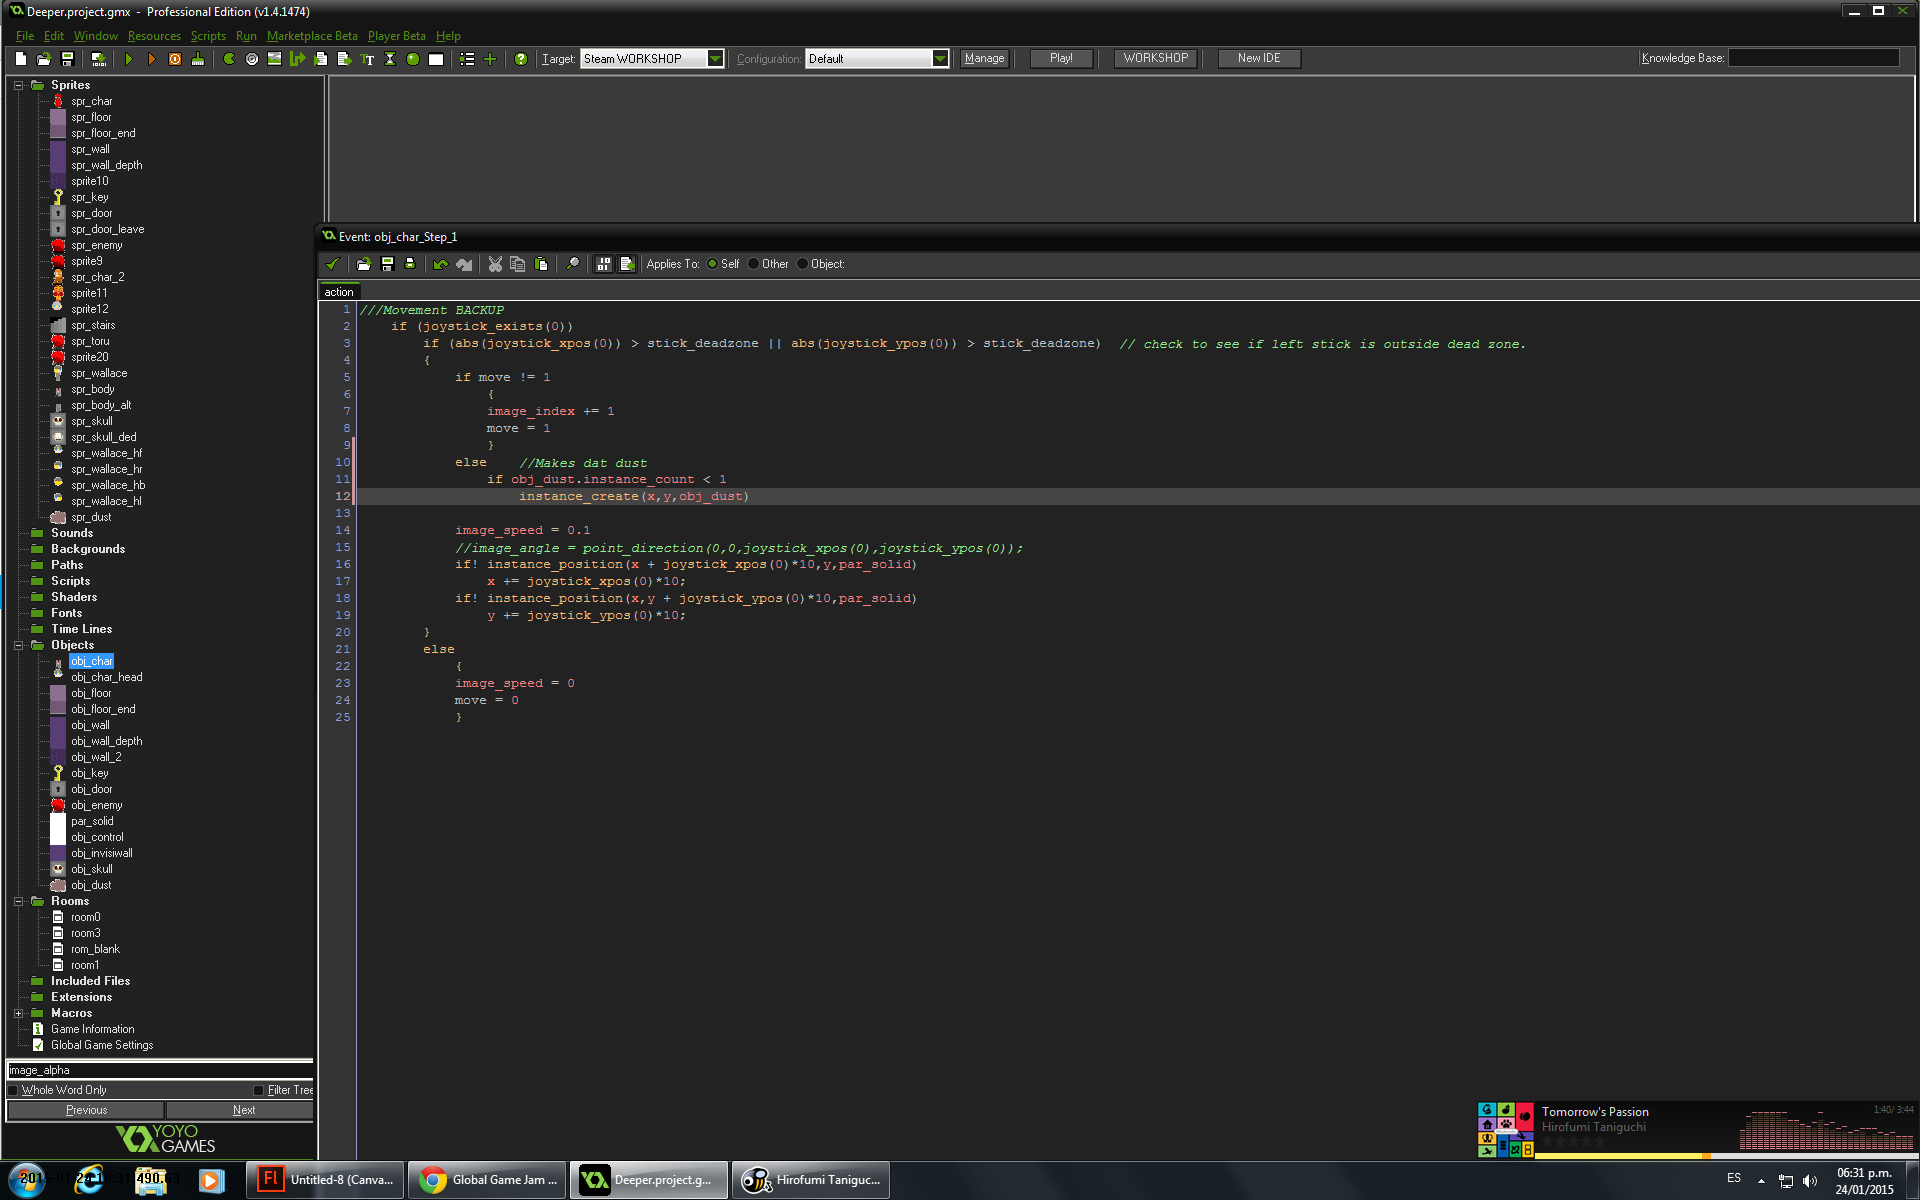 Deeper.project.gmx - Professional Edition (v1.4.1474)
File Edit Window Resources Scripts Run Marketplace Beta Player Beta Help
Target: Steam WORKSHOP Configuration: Default Manage Play! WORKSHOP New IDE Knowledge Base:
Sprites
spr_char
spr_floor
spr_floor_end
spr_wall
spr_wall_depth
sprite10
spr_key
spr_door
spr_door_leave
spr_enemy
sprite9
spr_char_2
sprite11
sprite12
spr_stairs
spr_toru
sprite20
spr_wallace
spr_body
spr_body_alt
spr_skull
spr_skull_ded
spr_wallace_hf
spr_wallace_hr
spr_wallace_hb
spr_wallace_hl
spr_dust
Sounds
Backgrounds
Paths
Scripts
Shaders
Fonts
Time Lines
Objects
obj_char
obj_char_head
obj_floor
obj_floor_end
obj_wall
obj_wall_depth
obj_wall_2
obj_key
obj_door
obj_enemy
par_solid
obj_control
obj_invisiwall
obj_skull
obj_dust
Rooms
room0
room3
rom_blank
room1
Included Files
Extensions
Macros
Game Information
Global Game Settings
image_alpha
Whole Word Only Filter Tree
Previous Next
YOYO
GAMES
Event: obj_char_Step_1
Applies To: Self Other Object:
action
1 ///Movement BACKUP
2 if (joystick_exists(0))
3 if (abs(joystick_xpos(0)) > stick_deadzone || abs(joystick_ypos(0)) > stick_deadzone) // check to see if left stick is outside dead zone.
4 {
5 if move != 1
6 {
7 image_index += 1
8 move = 1
9 }
10 else //Makes dat dust
11 if obj_dust.instance_count < 1
12 instance_create(x,y,obj_dust)
13
14 image_speed = 0.1
15 //image_angle = point_direction(0,0,joystick_xpos(0),joystick_ypos(0));
16 if! instance_position(x + joystick_xpos(0)*10,y,par_solid)
17 x += joystick_xpos(0)*10;
18 if! instance_position(x,y + joystick_ypos(0)*10,par_solid)
19 y += joystick_ypos(0)*10;
20 }
21 else
22 {
23 image_speed = 0
24 move = 0
25 }
Tomorrow's Passion 1:40/ 3:44
Hirofumi Taniguchi
2015-01-24 18:31 490.63
Fl Untitled-8 (Canva... Global Game Jam ... Deeper.project.g... Hirofumi Taniguc...
ES 06:31 p.m.
24/01/2015